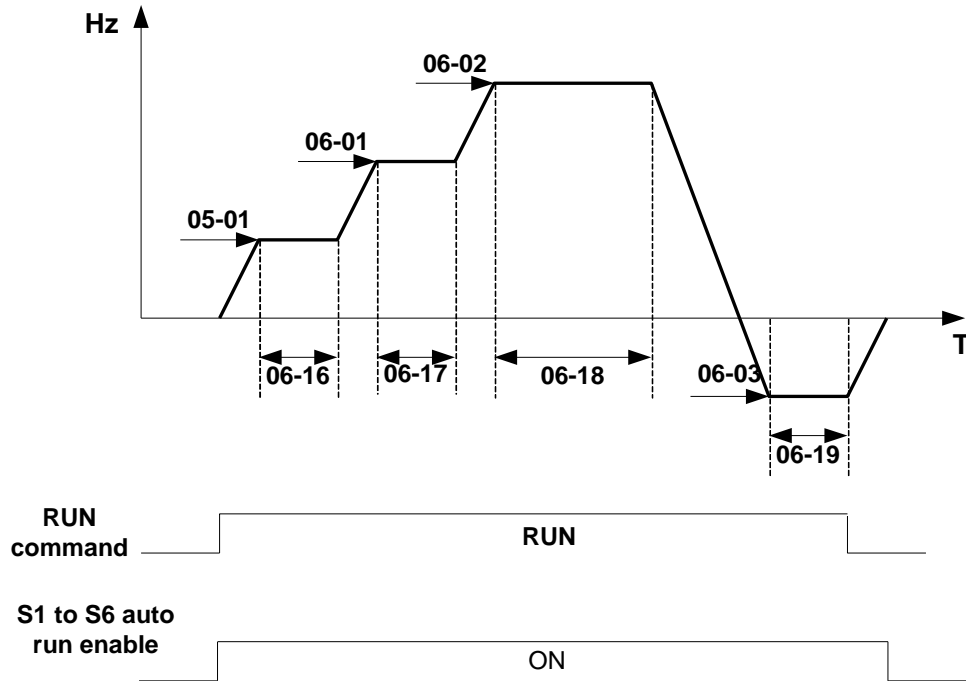 Hz
06-02
06-01
05-01
T
06-16
06-17
06-18
06-03
06-19
RUN
command
RUN
S1 to S6 auto
run enable
ON